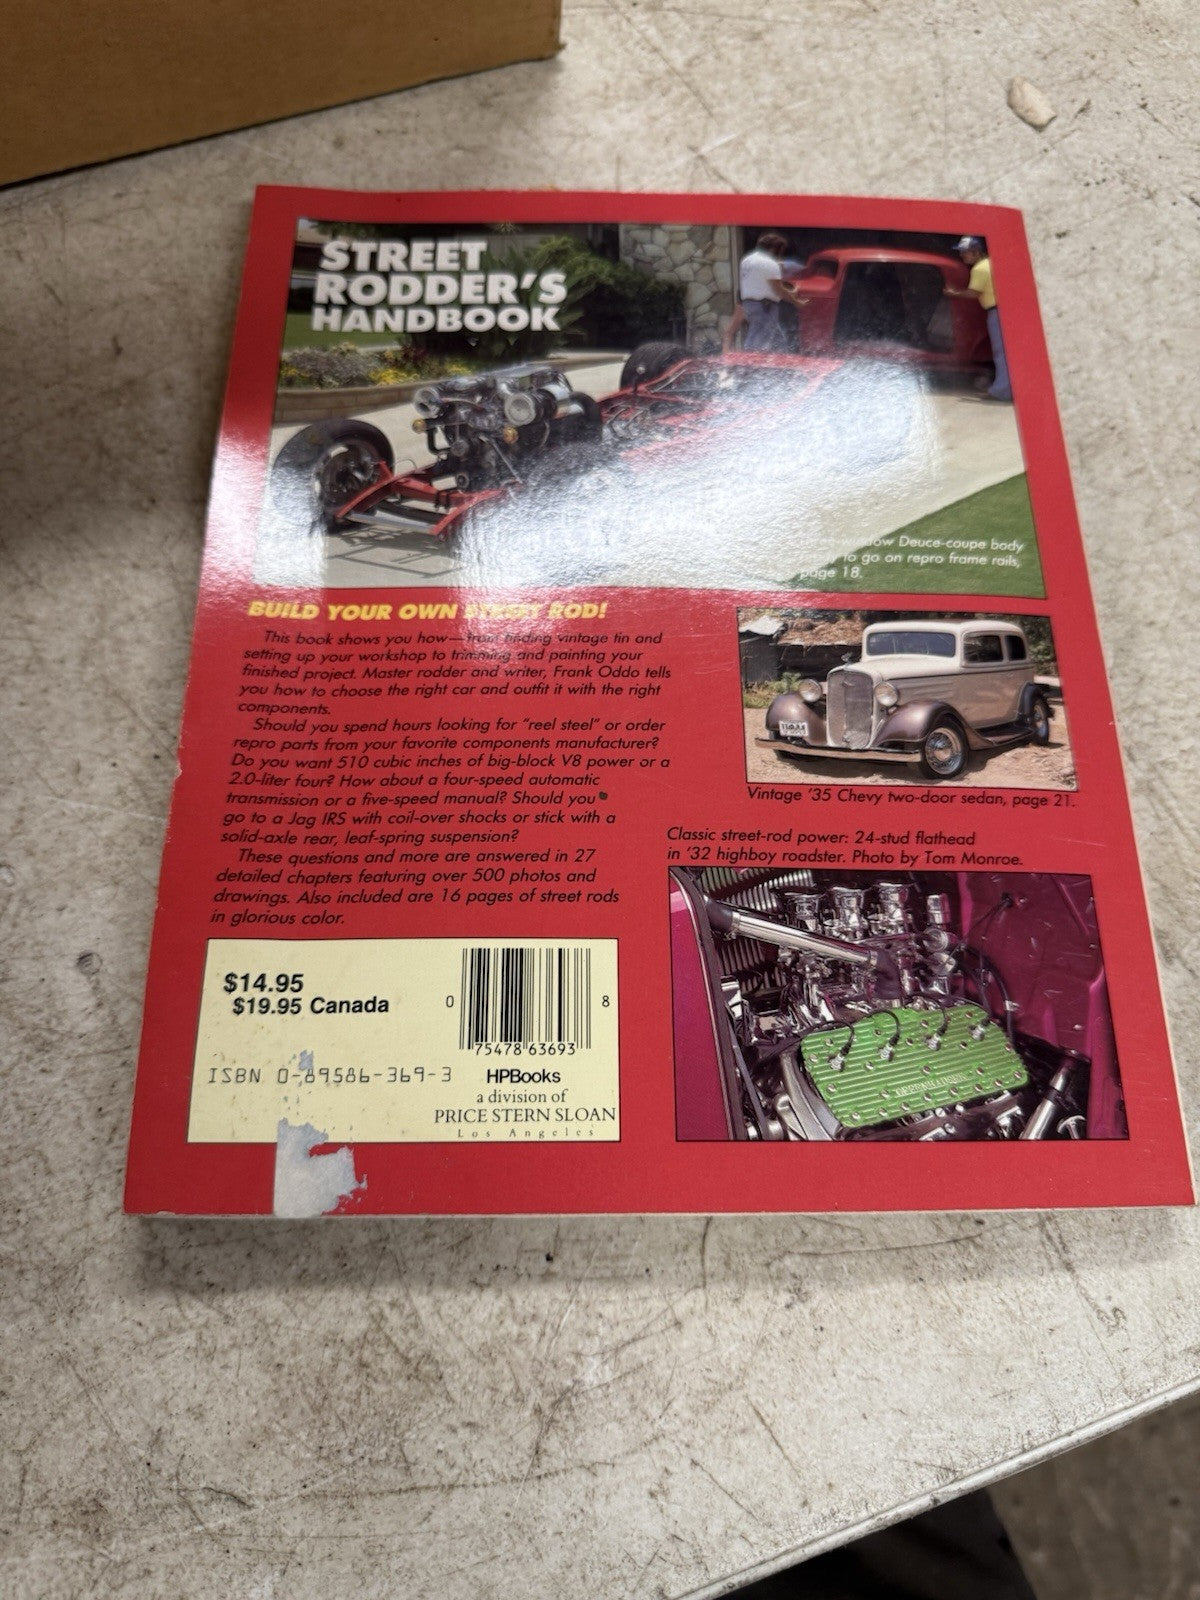 STREET
RODDER'S
HANDBOOK
Deuce-coupe body
to go on repro frame rails,
page 18.
BUILD YOUR OWN STREET ROD!
This book shows you how—from finding vintage tin and
setting up your workshop to trimming and painting your
finished project. Master rodder and writer, Frank Oddo tells
you how to choose the right car and outfit it with the right
components.
Should you spend hours looking for "reel steel" or order
repro parts from your favorite components manufacturer?
Do you want 510 cubic inches of big-block V8 power or a
2.0-liter four? How about a four-speed automatic
transmission or a five-speed manual? Should you
go to a Jag IRS with coil-over shocks or stick with a
solid-axle rear, leaf-spring suspension?
These questions and more are answered in 27
detailed chapters featuring over 500 photos and
drawings. Also included are 16 pages of street rods
in glorious color.
Vintage '35 Chevy two-door sedan, page 21.
Classic street-rod power: 24-stud flathead
in '32 highboy roadster. Photo by Tom Monroe.
$14.95
$19.95 Canada
0 75478 63693 8
ISBN 0-89586-369-3
HPBooks
a division of
PRICE STERN SLOAN
Los Angeles